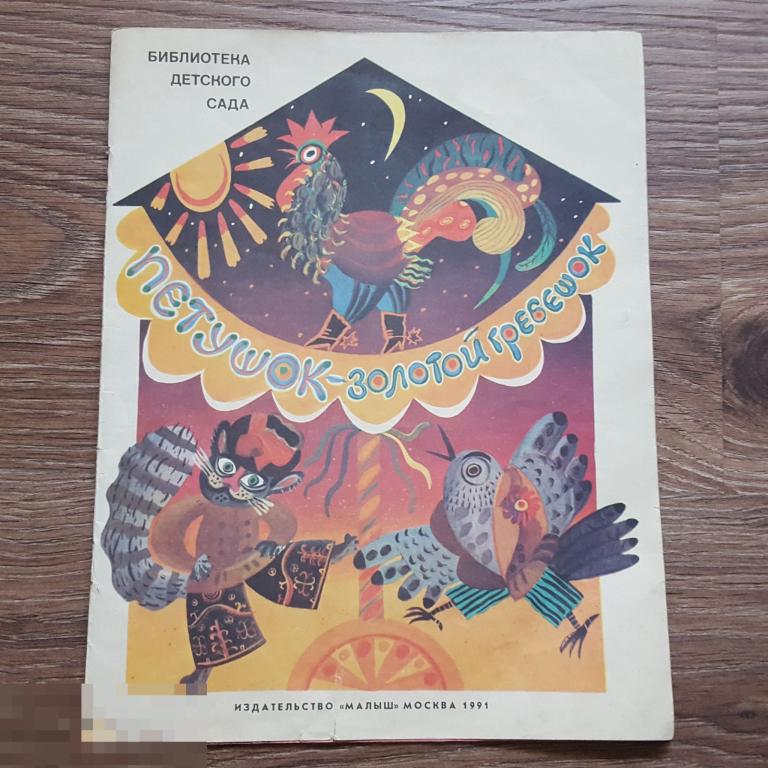 БИБЛИОТЕКА
ДЕТСКОГО
САДА
ПЕТУШОК-ЗОЛОТОЙ ГРЕБЕШОК
ИЗДАТЕЛЬСТВО «МАЛЫШ» МОСКВА 1991